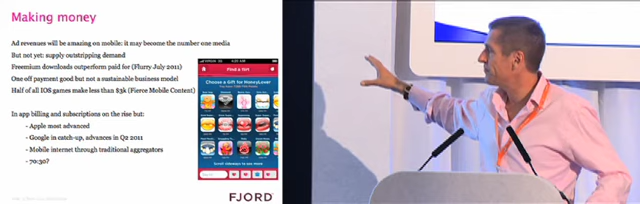 Making money
Ad revenues will be amazing on mobile: it may become the number one media
But not yet: supply outstripping demand
Freemium downloads outperform paid for (Flurry July 2011)
One off payment good but not a sustainable business model
Half of all IOS games make less than $3k (Fierce Mobile Content)
In app billing and subscriptions on the rise but:
- Apple most advanced
- Google in catch-up, advances in Q2 2011
- Mobile internet through traditional aggregators
- 70:30?
Find a Gift
Choose a Gift for MoneyLover
FJORD